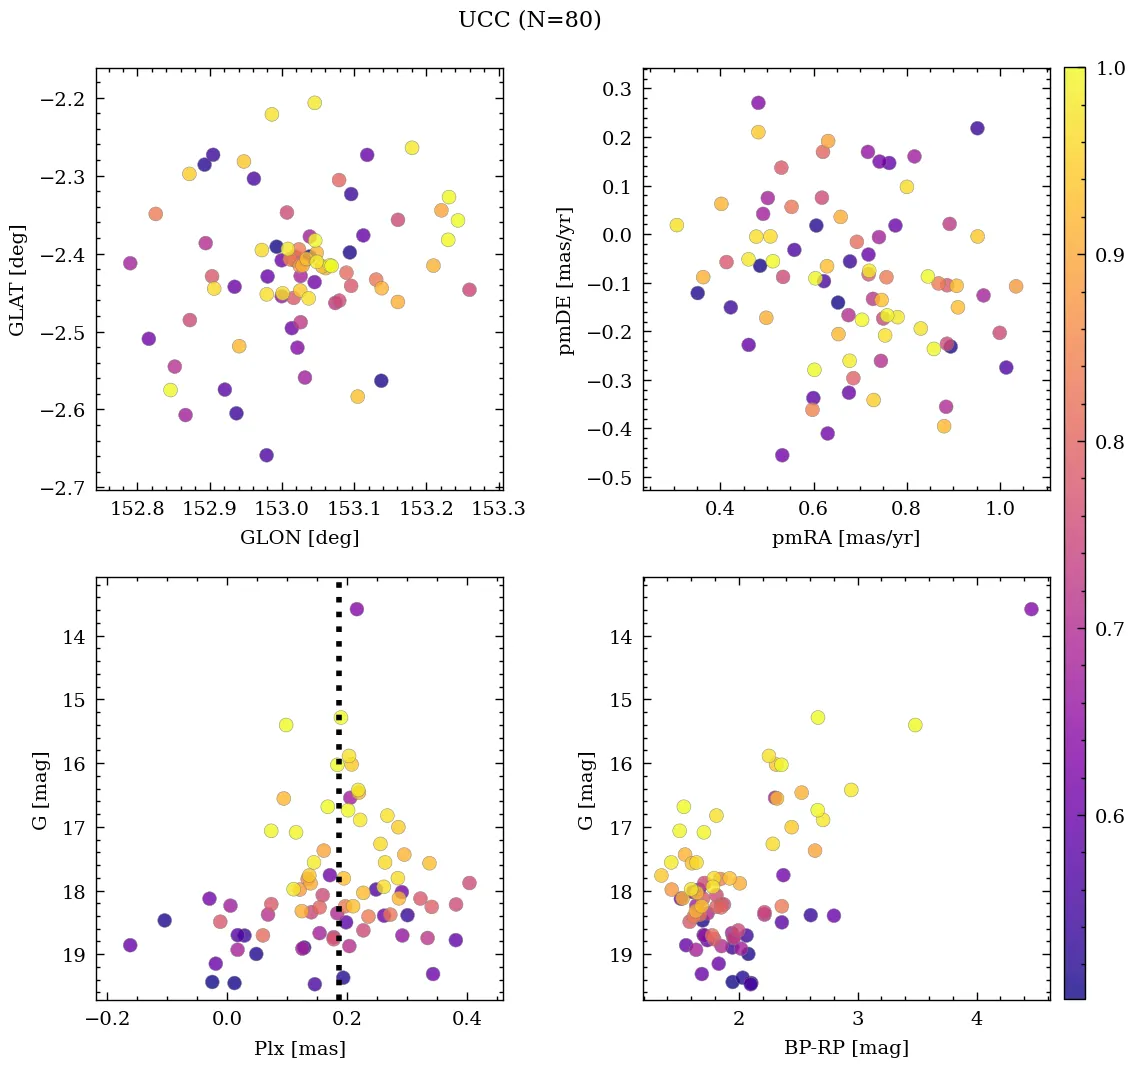 UCC (N=80)
−2.2
−2.3
−2.4
−2.5
−2.6
−2.7
GLAT [deg]
152.8 152.9 153.0 153.1 153.2 153.3
GLON [deg]
0.3
0.2
0.1
0.0
−0.1
−0.2
−0.3
−0.4
−0.5
pmDE [mas/yr]
0.4 0.6 0.8 1.0
pmRA [mas/yr]
1.0
0.9
0.8
0.7
0.6
14
15
16
17
18
19
G [mag]
−0.2 0.0 0.2 0.4
Plx [mas]
14
15
16
17
18
19
G [mag]
2 3 4
BP-RP [mag]